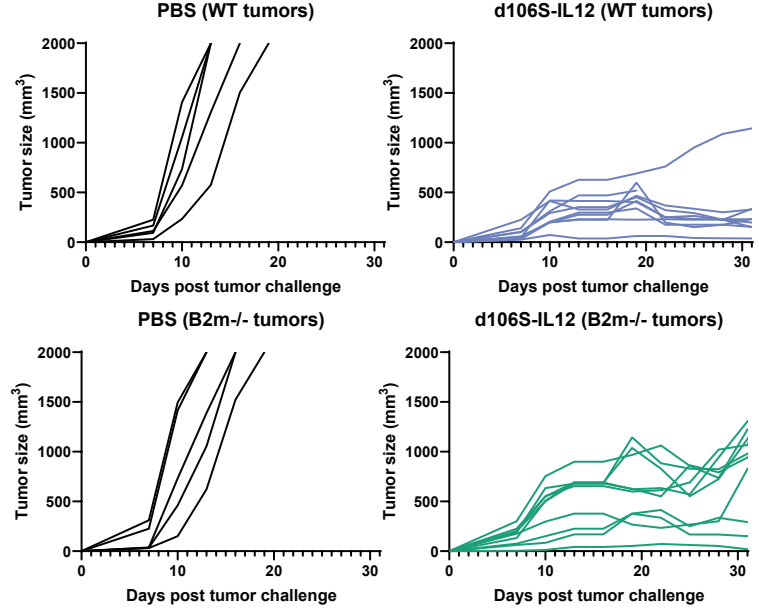 PBS (WT tumors)
d106S-IL12 (WT tumors)
Tumor size (mm³)
2000
1500
1000
500
0
0 10 20 30
Days post tumor challenge
Tumor size (mm³)
2000
1500
1000
500
0
0 10 20 30
Days post tumor challenge
PBS (B2m-/- tumors)
d106S-IL12 (B2m-/- tumors)
Tumor size (mm³)
2000
1500
1000
500
0
0 10 20 30
Days post tumor challenge
Tumor size (mm³)
2000
1500
1000
500
0
0 10 20 30
Days post tumor challenge